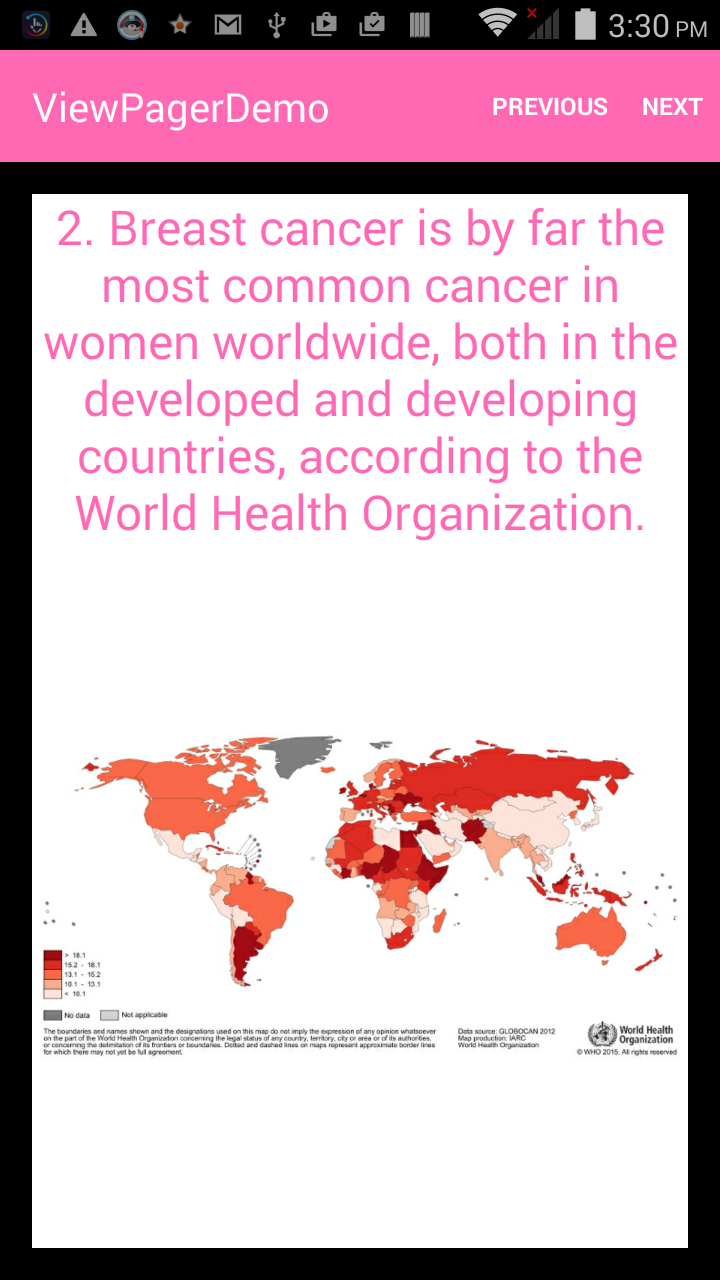 3:30 PM
ViewPagerDemo PREVIOUS NEXT
2. Breast cancer is by far the
most common cancer in
women worldwide, both in the
developed and developing
countries, according to the
World Health Organization.
> 18.1
15.2 - 18.1
13.1 - 15.2
10.1 - 13.1
< 10.1
No data Not applicable
The boundaries and names shown and the designations used on this map do not imply the expression of any opinion whatsoever
on the part of the World Health Organization concerning the legal status of any country, territory, city or area or of its authorities,
or concerning the delimitation of its frontiers or boundaries. Dotted and dashed lines on maps represent approximate border lines
for which there may not yet be full agreement.
Data source: GLOBOCAN 2012
Map production: IARC
World Health Organization
World Health
Organization
© WHO 2015. All rights reserved